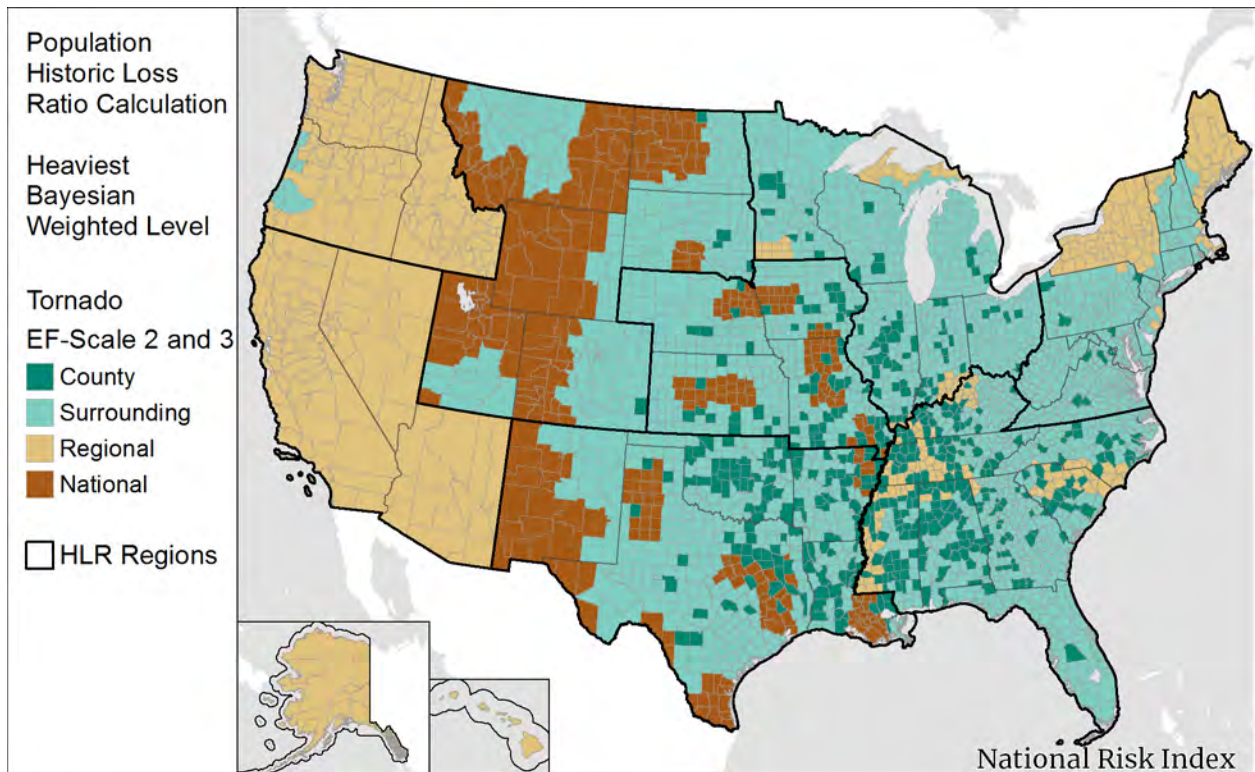 Population
Historic Loss
Ratio Calculation
Heaviest
Bayesian
Weighted Level
Tornado
EF-Scale 2 and 3
County
Surrounding
Regional
National
HLR Regions
National Risk Index